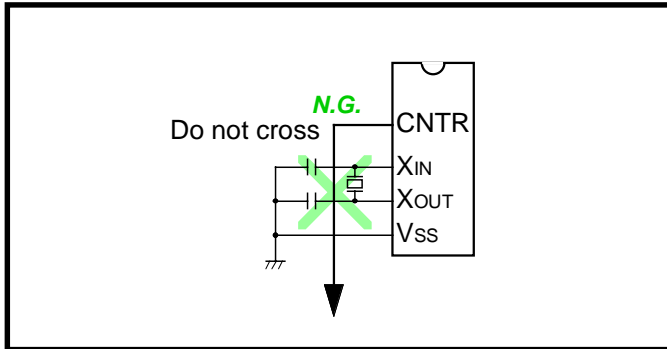 N.G.
Do not cross
CNTR
XIN
XOUT
VSS